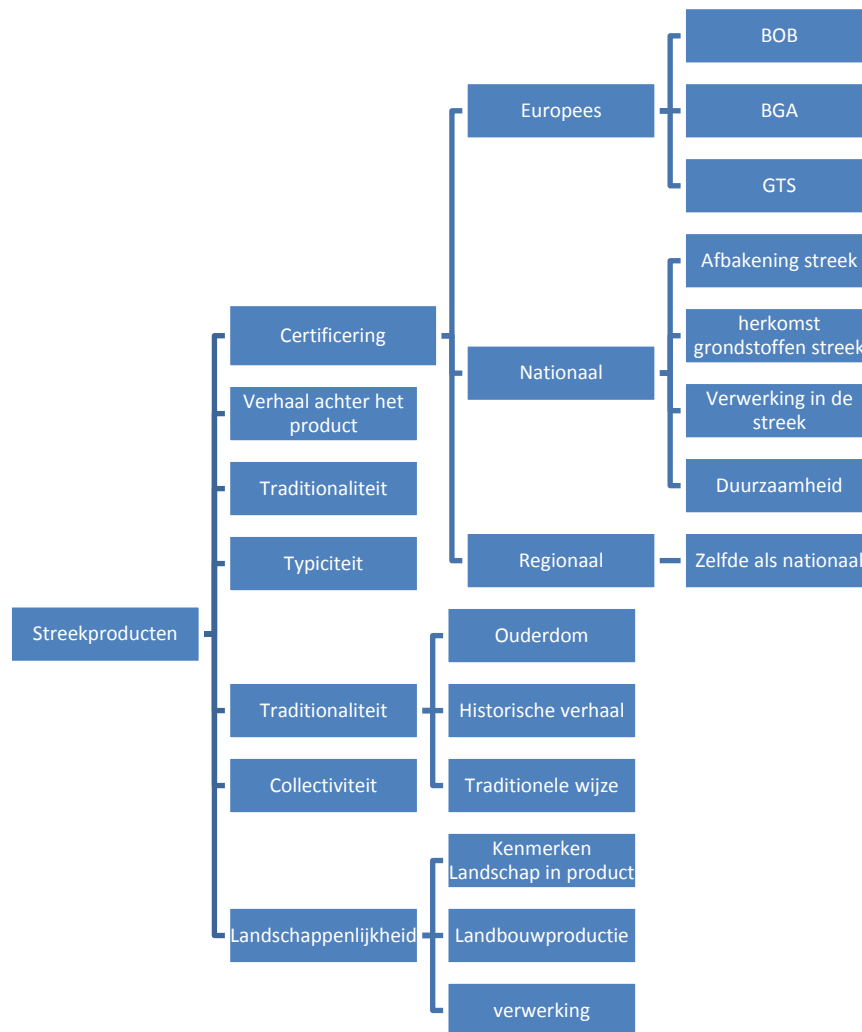 Streekproducten
Certificering
Europees
BOB
BGA
GTS
Nationaal
Afbakening streek
herkomst
grondstoffen streek
Verwerking in de
streek
Duurzaamheid
Regionaal
Zelfde als nationaal
Verhaal achter het
product
Traditionaliteit
Typiciteit
Traditionaliteit
Ouderdom
Historische verhaal
Traditionele wijze
Collectiviteit
Landschappenlijkheid
Kenmerken
Landschap in product
Landbouwproductie
verwerking